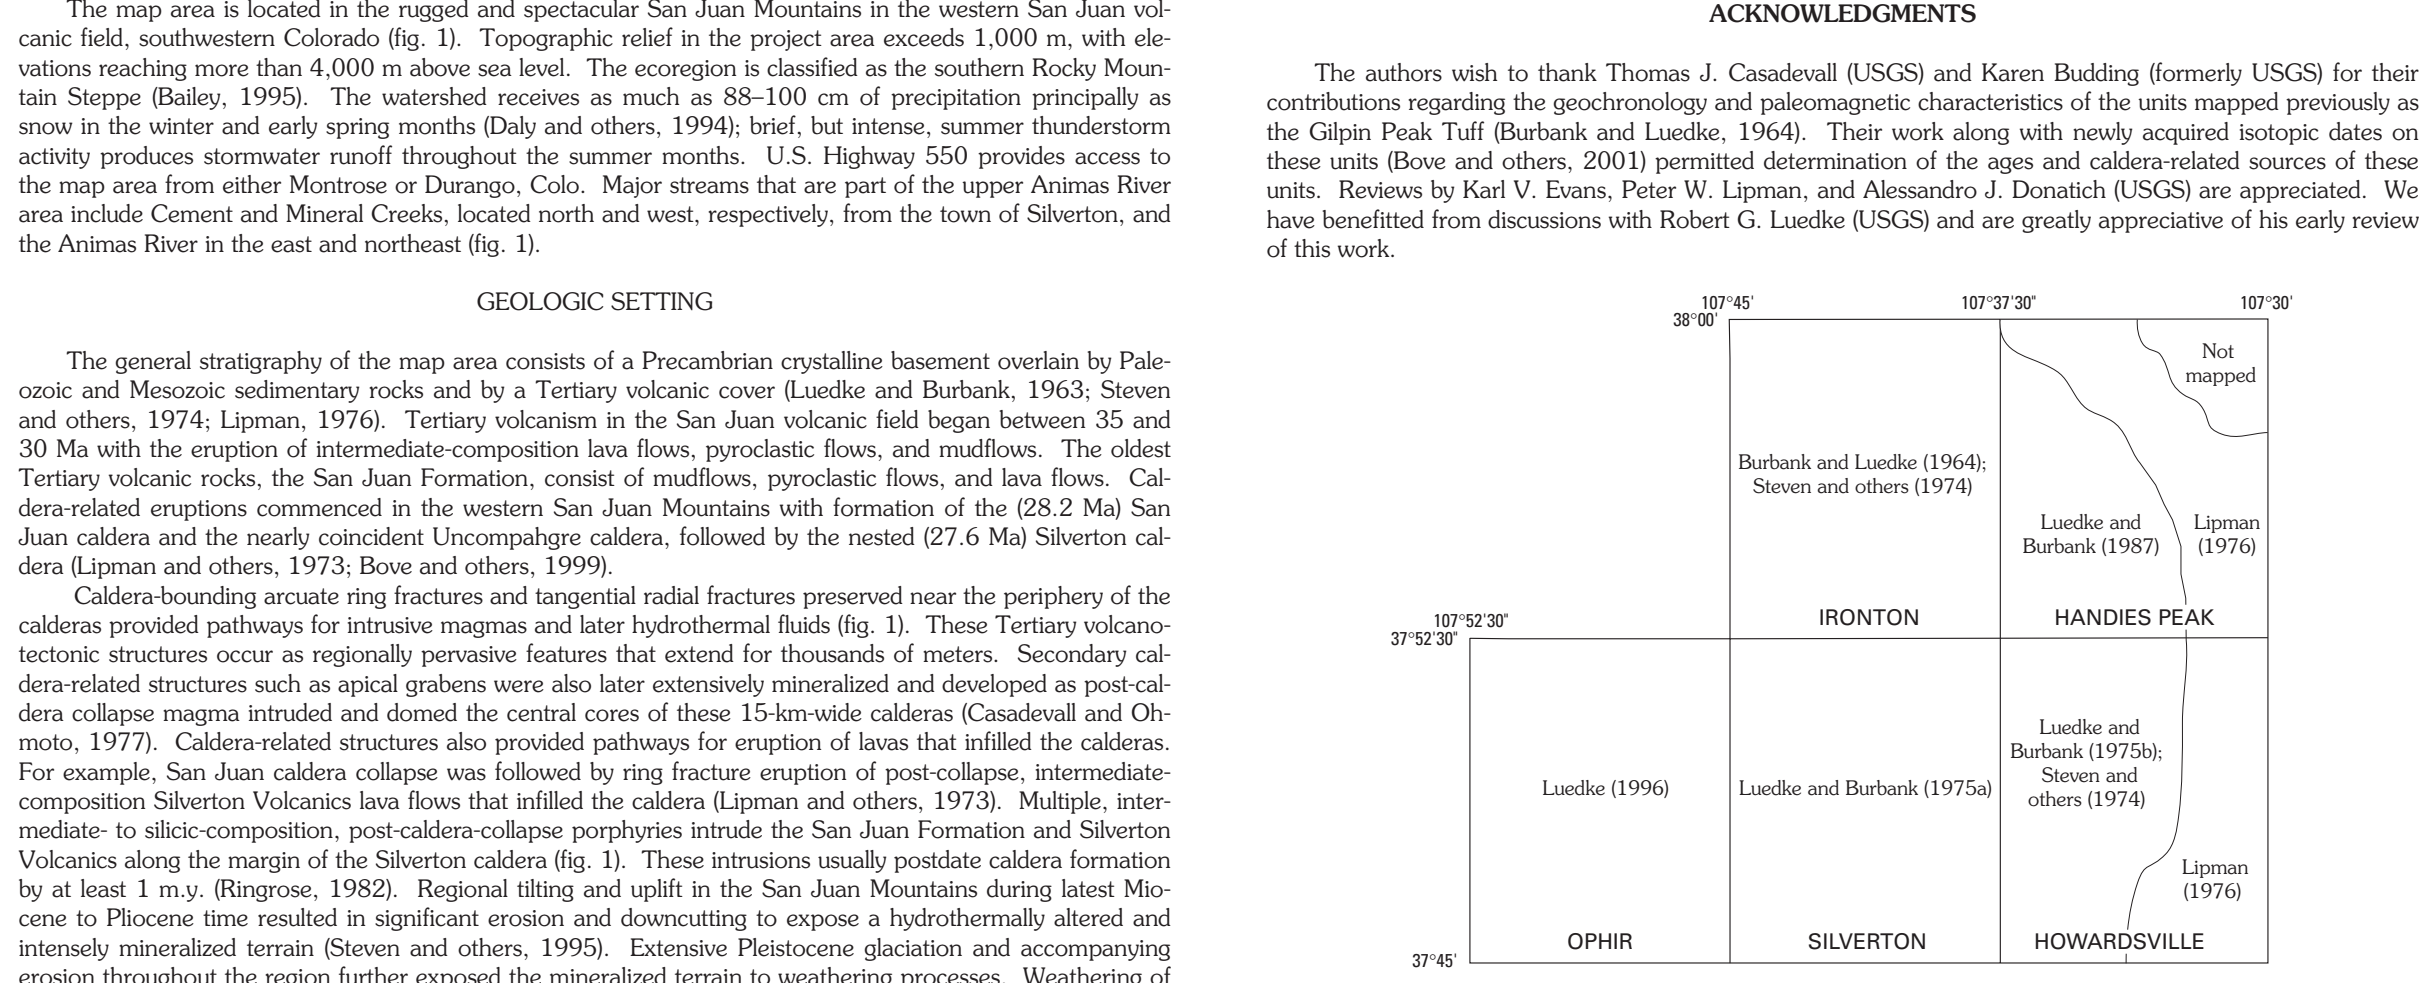 The map area is located in the rugged and spectacular San Juan Mountains in the western San Juan vol-
canic field, southwestern Colorado (fig. 1). Topographic relief in the project area exceeds 1,000 m, with ele-
vations reaching more than 4,000 m above sea level. The ecoregion is classified as the southern Rocky Moun-
tain Steppe (Bailey, 1995). The watershed receives as much as 88–100 cm of precipitation principally as
snow in the winter and early spring months (Daly and others, 1994); brief, but intense, summer thunderstorm
activity produces stormwater runoff throughout the summer months. U.S. Highway 550 provides access to
the map area from either Montrose or Durango, Colo. Major streams that are part of the upper Animas River
area include Cement and Mineral Creeks, located north and west, respectively, from the town of Silverton, and
the Animas River in the east and northeast (fig. 1).
GEOLOGIC SETTING
The general stratigraphy of the map area consists of a Precambrian crystalline basement overlain by Pale-
ozoic and Mesozoic sedimentary rocks and by a Tertiary volcanic cover (Luedke and Burbank, 1963; Steven
and others, 1974; Lipman, 1976). Tertiary volcanism in the San Juan volcanic field began between 35 and
30 Ma with the eruption of intermediate-composition lava flows, pyroclastic flows, and mudflows. The oldest
Tertiary volcanic rocks, the San Juan Formation, consist of mudflows, pyroclastic flows, and lava flows. Cal-
dera-related eruptions commenced in the western San Juan Mountains with formation of the (28.2 Ma) San
Juan caldera and the nearly coincident Uncompahgre caldera, followed by the nested (27.6 Ma) Silverton cal-
dera (Lipman and others, 1973; Bove and others, 1999).
Caldera-bounding arcuate ring fractures and tangential radial fractures preserved near the periphery of the
calderas provided pathways for intrusive magmas and later hydrothermal fluids (fig. 1). These Tertiary volcano-
tectonic structures occur as regionally pervasive features that extend for thousands of meters. Secondary cal-
dera-related structures such as apical grabens were also later extensively mineralized and developed as post-cal-
dera collapse magma intruded and domed the central cores of these 15-km-wide calderas (Casadevall and Oh-
moto, 1977). Caldera-related structures also provided pathways for eruption of lavas that infilled the calderas.
For example, San Juan caldera collapse was followed by ring fracture eruption of post-collapse, intermediate-
composition Silverton Volcanics lava flows that infilled the caldera (Lipman and others, 1973). Multiple, inter-
mediate- to silicic-composition, post-caldera-collapse porphyries intrude the San Juan Formation and Silverton
Volcanics along the margin of the Silverton caldera (fig. 1). These intrusions usually postdate caldera formation
by at least 1 m.y. (Ringrose, 1982). Regional tilting and uplift in the San Juan Mountains during latest Mio-
cene to Pliocene time resulted in significant erosion and downcutting to expose a hydrothermally altered and
intensely mineralized terrain (Steven and others, 1995). Extensive Pleistocene glaciation and accompanying
erosion throughout the region further exposed the mineralized terrain to weathering processes. Weathering of
ACKNOWLEDGMENTS
The authors wish to thank Thomas J. Casadevall (USGS) and Karen Budding (formerly USGS) for their
contributions regarding the geochronology and paleomagnetic characteristics of the units mapped previously as
the Gilpin Peak Tuff (Burbank and Luedke, 1964). Their work along with newly acquired isotopic dates on
these units (Bove and others, 2001) permitted determination of the ages and caldera-related sources of these
units. Reviews by Karl V. Evans, Peter W. Lipman, and Alessandro J. Donatich (USGS) are appreciated. We
have benefitted from discussions with Robert G. Luedke (USGS) and are greatly appreciative of his early review
of this work.
107°45' 107°37'30" 107°30'
38°00'
Not
mapped
Burbank and Luedke (1964);
Steven and others (1974)
Luedke and
Burbank (1987)
Lipman
(1976)
IRONTON HANDIES PEAK
107°52'30"
37°52'30"
Luedke (1996)
Luedke and Burbank (1975a)
Luedke and
Burbank (1975b);
Steven and
others (1974)
Lipman
(1976)
OPHIR SILVERTON HOWARDSVILLE
37°45'